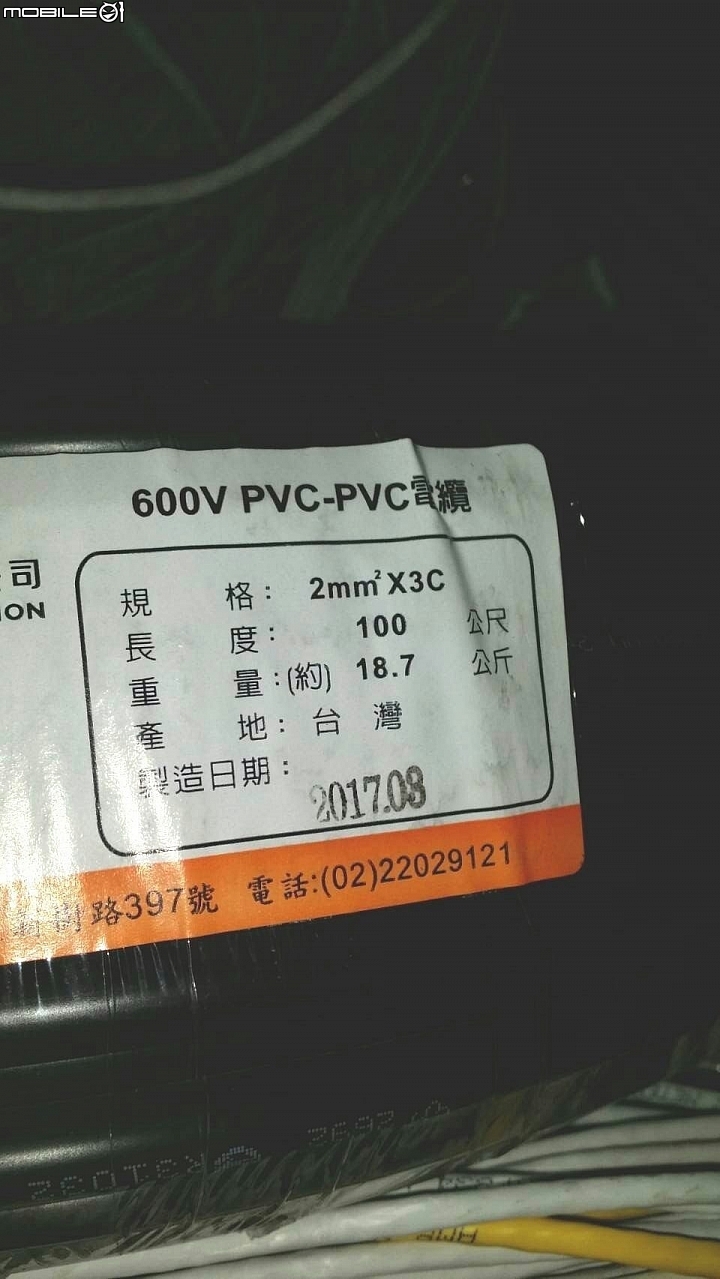 MOBILE01
600V PVC-PVC電纜
司
ION
規 格: 2mm² X3C
長 度: 100 公尺
重 量:(約) 18.7 公斤
產 地: 台 灣
製造日期:
2017.03
樹路397號 電話:(02)22029121